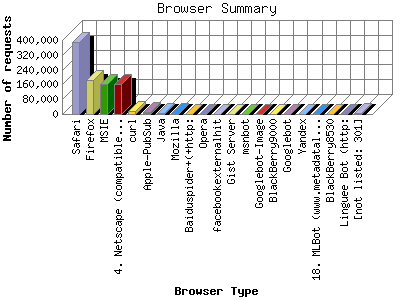 Browser Summary
Number of requests
400,000
320,000
240,000
160,000
80,000
0
Safari
Firefox
MSIE
4. Netscape (compatible...
curl
Apple-PubSub
Java
Mozilla
Baiduspider+(+http:
Opera
facebookexternalhit
Gist Server
msnbot
Googlebot-Image
BlackBerry9000
Googlebot
Yandex
18. MLBot (www.metadatal...
BlackBerry8530
Linguee Bot (http:
[not listed: 301]
Browser Type